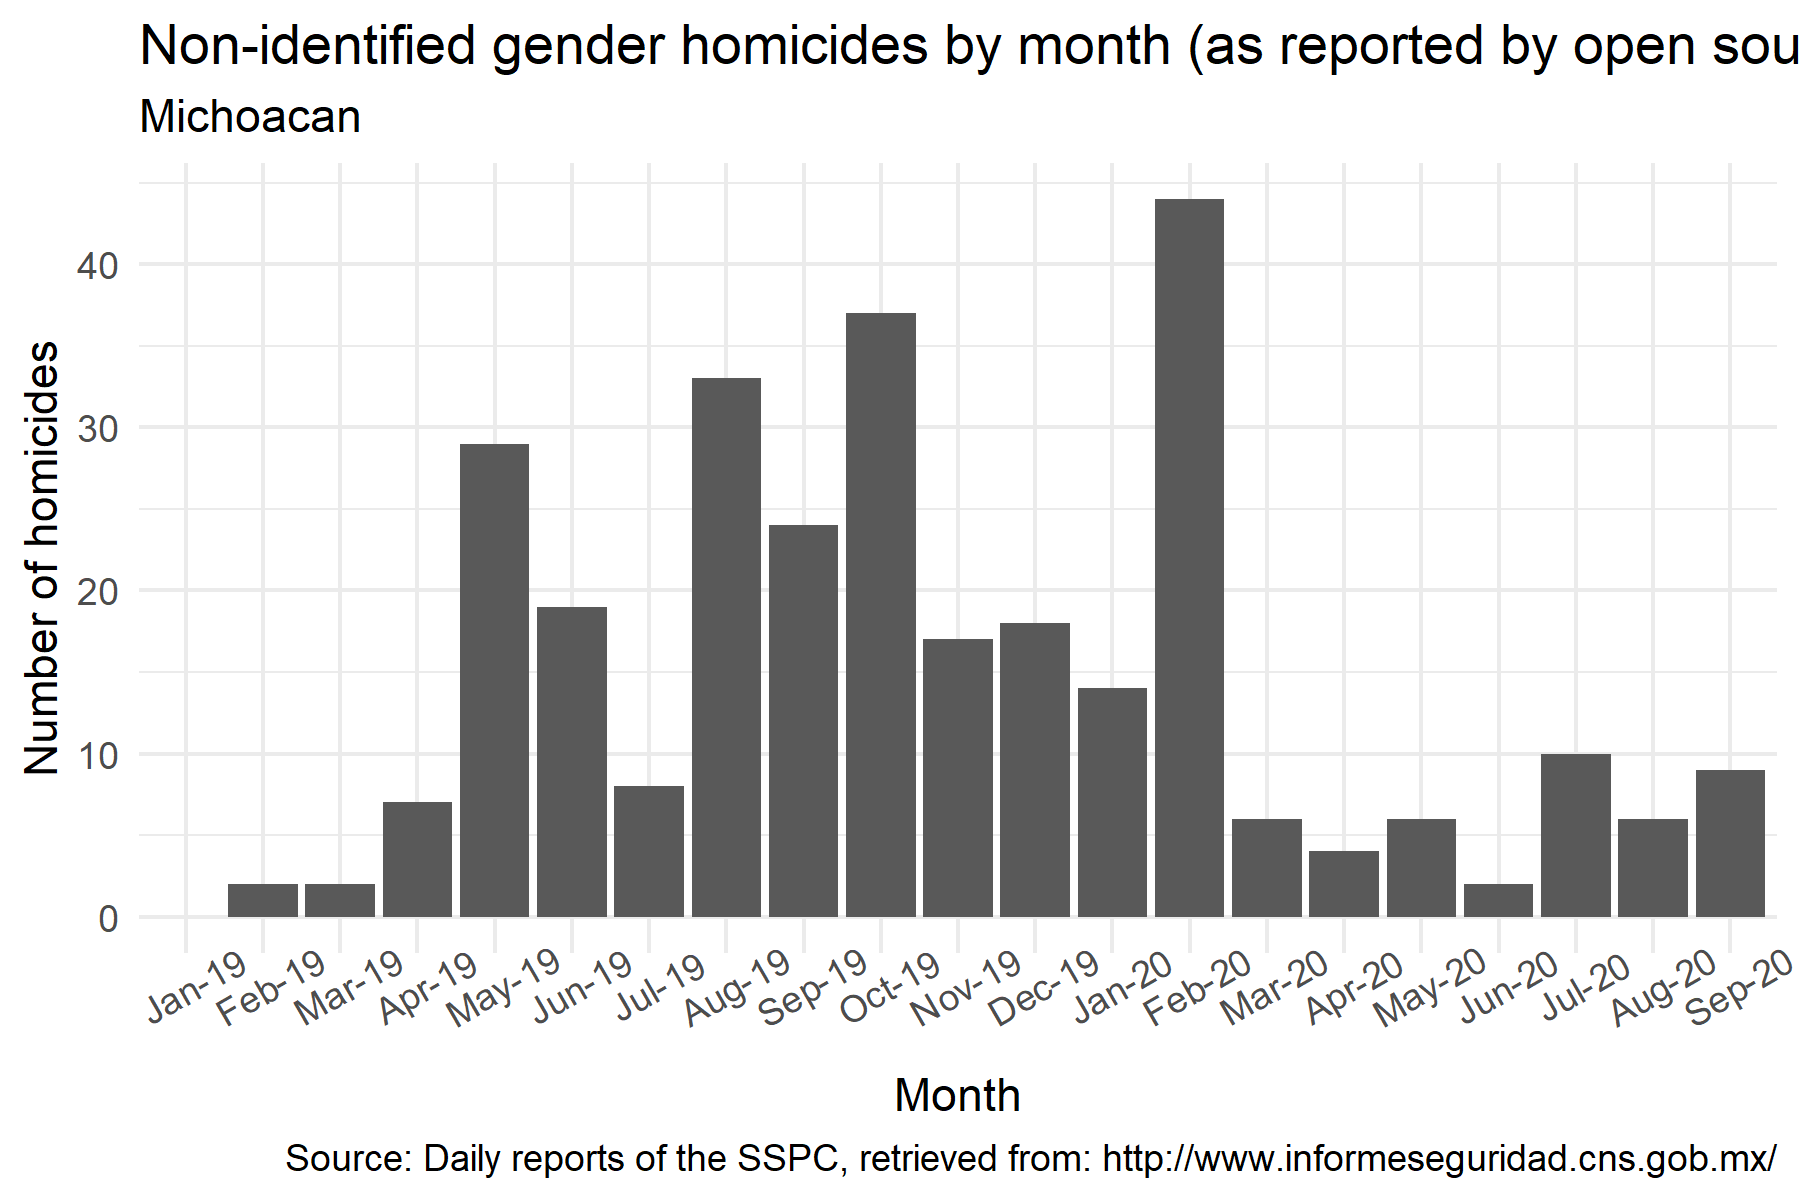 Non-identified gender homicides by month (as reported by open sou
Michoacan
Number of homicides
40
30
20
10
0
Jan-19
Feb-19
Mar-19
Apr-19
May-19
Jun-19
Jul-19
Aug-19
Sep-19
Oct-19
Nov-19
Dec-19
Jan-20
Feb-20
Mar-20
Apr-20
May-20
Jun-20
Jul-20
Aug-20
Sep-20
Month
Source: Daily reports of the SSPC, retrieved from: http://www.informeseguridad.cns.gob.mx/